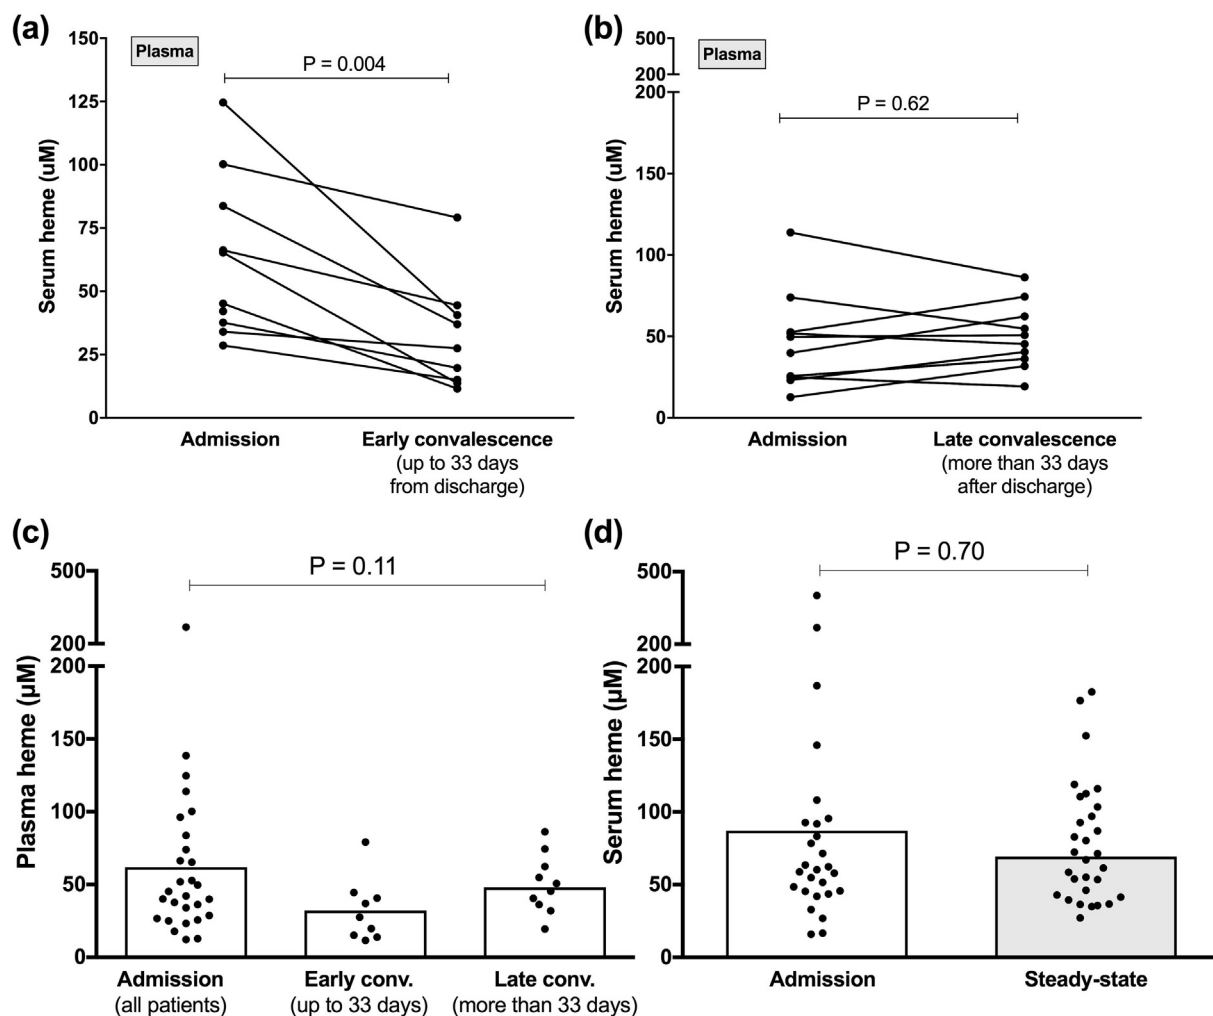 (a)
150
125
100
75
50
25
0
Serum heme (uM)
Plasma
P = 0.004
Admission
Early convalescence
(up to 33 days
from discharge)
(b)
500
200
200
150
100
50
0
Serum heme (uM)
Plasma
P = 0.62
Admission
Late convalescence
(more than 33 days
after discharge)
(c)
500
200
200
150
100
50
0
Plasma heme (µM)
P = 0.11
Admission
(all patients)
Early conv.
(up to 33 days)
Late conv.
(more than 33 days)
(d)
500
200
200
150
100
50
0
Serum heme (µM)
P = 0.70
Admission
Steady-state